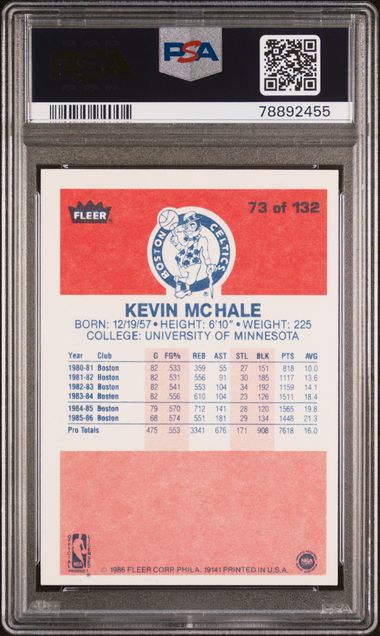 PSA
PSA
78892455
FLEER
73 of 132
BOSTON CELTICS
KEVIN MCHALE
BORN: 12/19/57 • HEIGHT: 6'10" • WEIGHT: 225
COLLEGE: UNIVERSITY OF MINNESOTA
Year Club G FG% REB AST STL BLK PTS AVG
1980-81 Boston 82 .533 359 55 27 151 818 10.0
1981-82 Boston 82 .531 556 91 30 185 1117 13.6
1982-83 Boston 82 .541 553 104 34 192 1159 14.1
1983-84 Boston 82 .556 610 104 23 126 1511 18.4
1984-85 Boston 79 .570 712 141 28 120 1565 19.8
1985-86 Boston 68 .574 551 181 29 134 1448 21.3
Pro Totals 475 .553 3341 676 171 908 7618 16.0
NBA
© 1986 FLEER CORP. PHILA. 19141 PRINTED IN U.S.A.